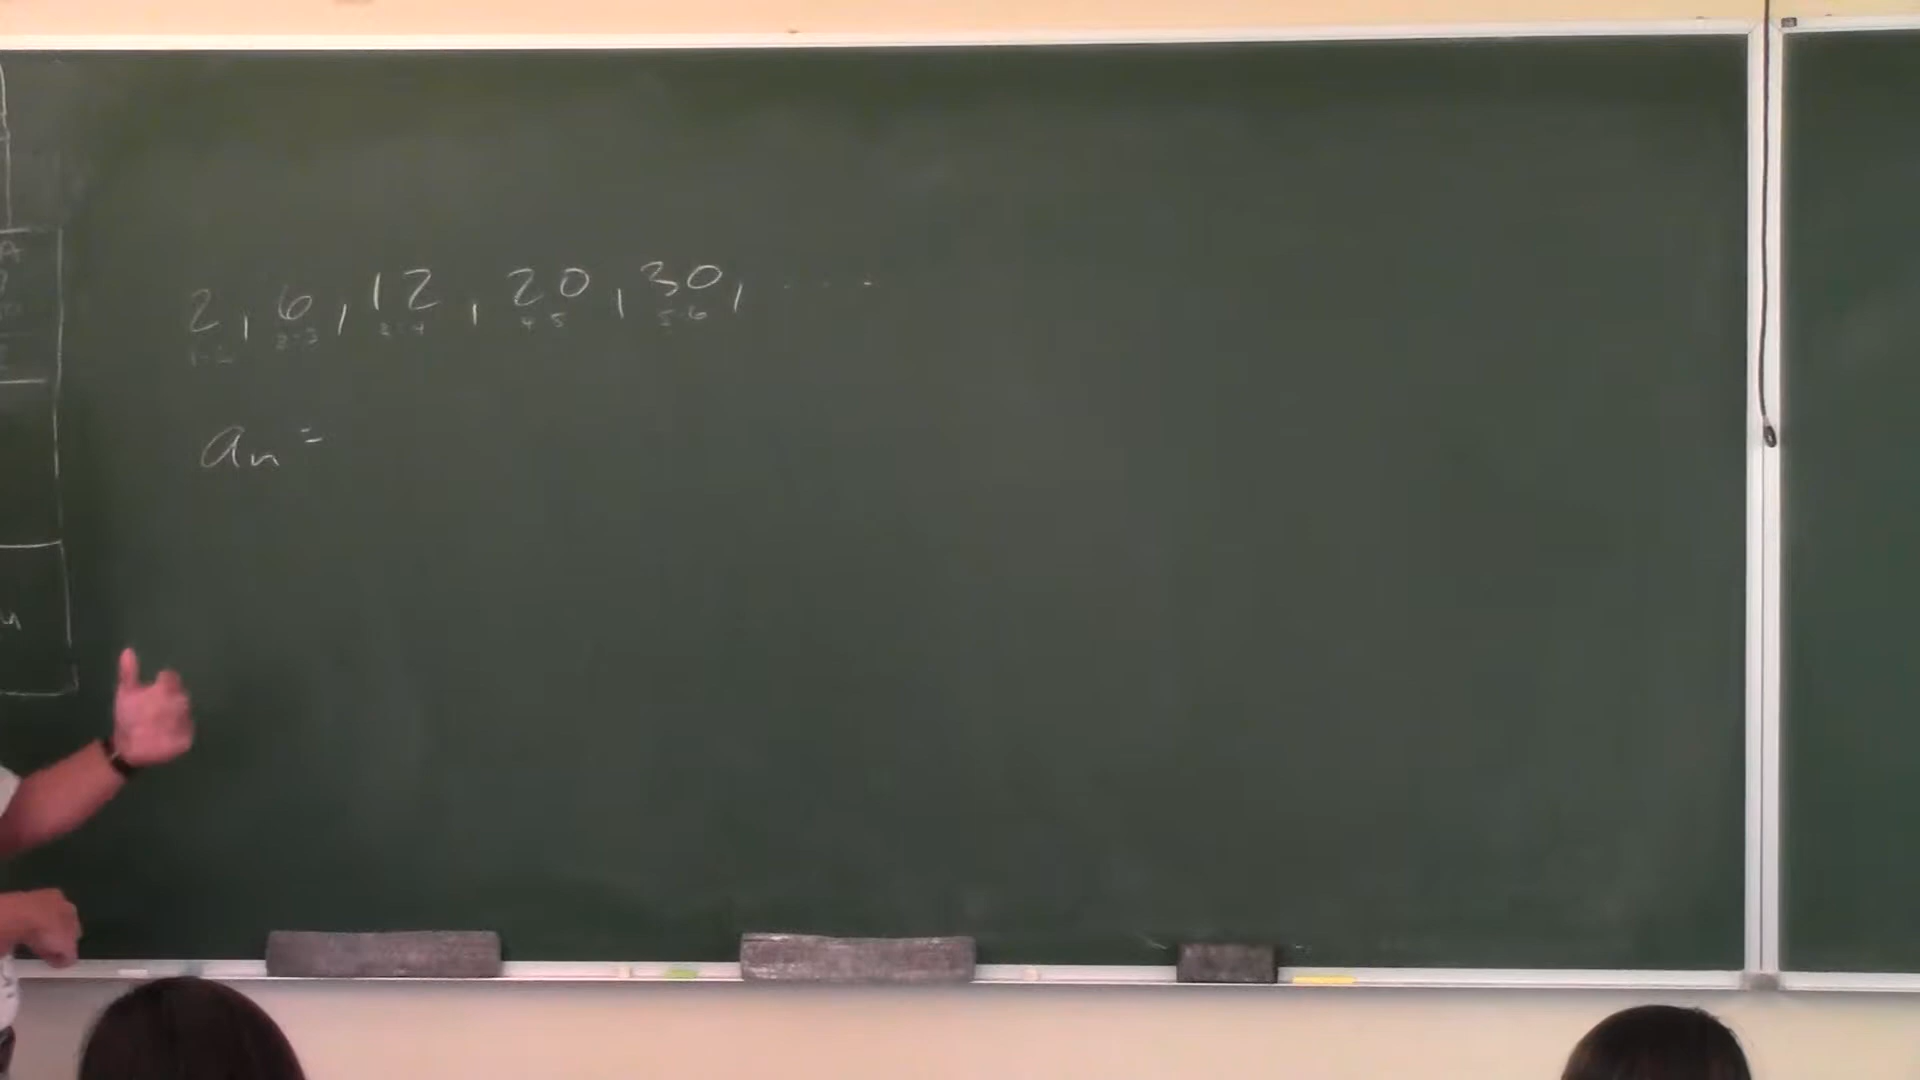 2, 6, 12, 20, 30, ....
1·2 2·3 3·4 4·5 5·6
an =